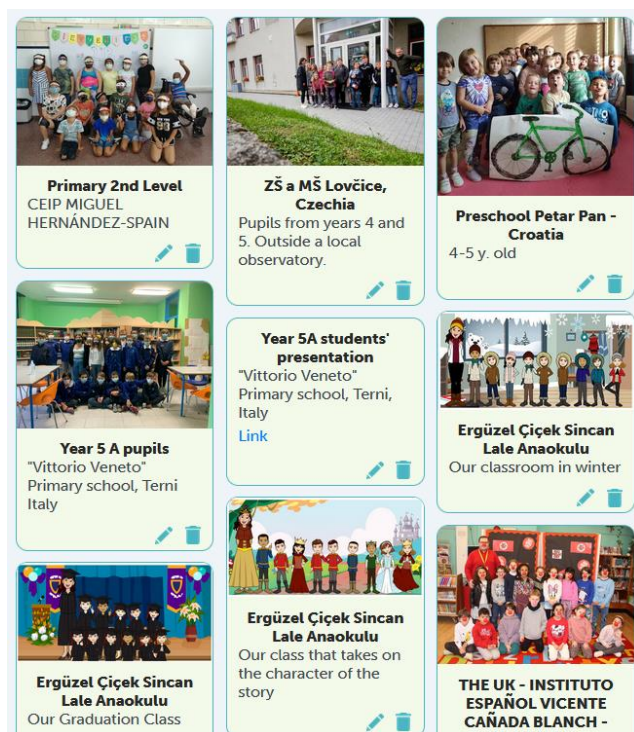 Primary 2nd Level
CEIP MIGUEL
HERNÁNDEZ-SPAIN
Year 5 A pupils
"Vittorio Veneto"
Primary school, Terni
Italy
Ergüzel Çiçek Sincan
Lale Anaokulu
Our Graduation Class
ZŠ a MŠ Lovčice,
Czechia
Pupils from years 4 and
5. Outside a local
observatory.
Year 5A students'
presentation
"Vittorio Veneto"
Primary school, Terni,
Italy
Link
Ergüzel Çiçek Sincan
Lale Anaokulu
Our class that takes on
the character of the
story
Preschool Petar Pan -
Croatia
4-5 y. old
Ergüzel Çiçek Sincan
Lale Anaokulu
Our classroom in winter
THE UK - INSTITUTO
ESPAÑOL VICENTE
CAÑADA BLANCH -